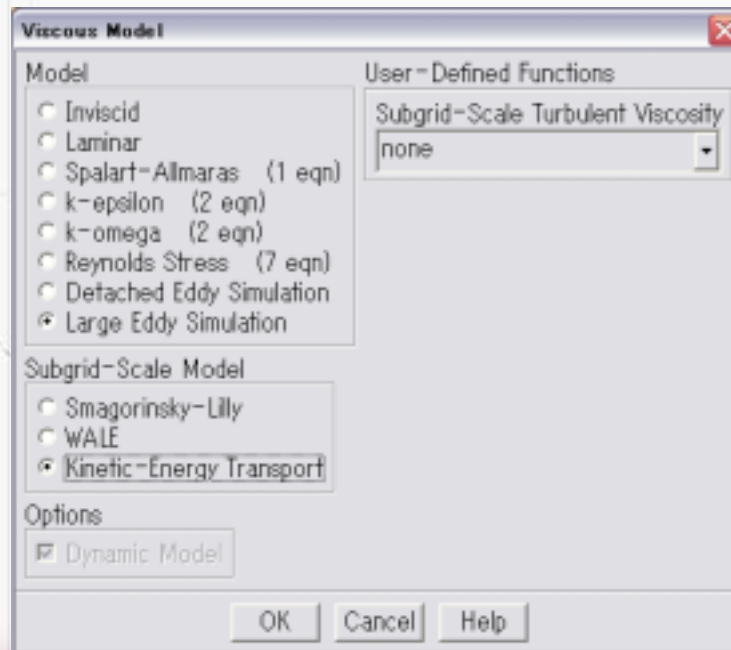 Viscous Model
Model
Inviscid
Laminar
Spalart-Allmaras (1 eqn)
k-epsilon (2 eqn)
k-omega (2 eqn)
Reynolds Stress (7 eqn)
Detached Eddy Simulation
Large Eddy Simulation
Subgrid-Scale Model
Smagorinsky-Lilly
WALE
Kinetic-Energy Transport
Options
Dynamic Model
User-Defined Functions
Subgrid-Scale Turbulent Viscosity
none
OK Cancel Help